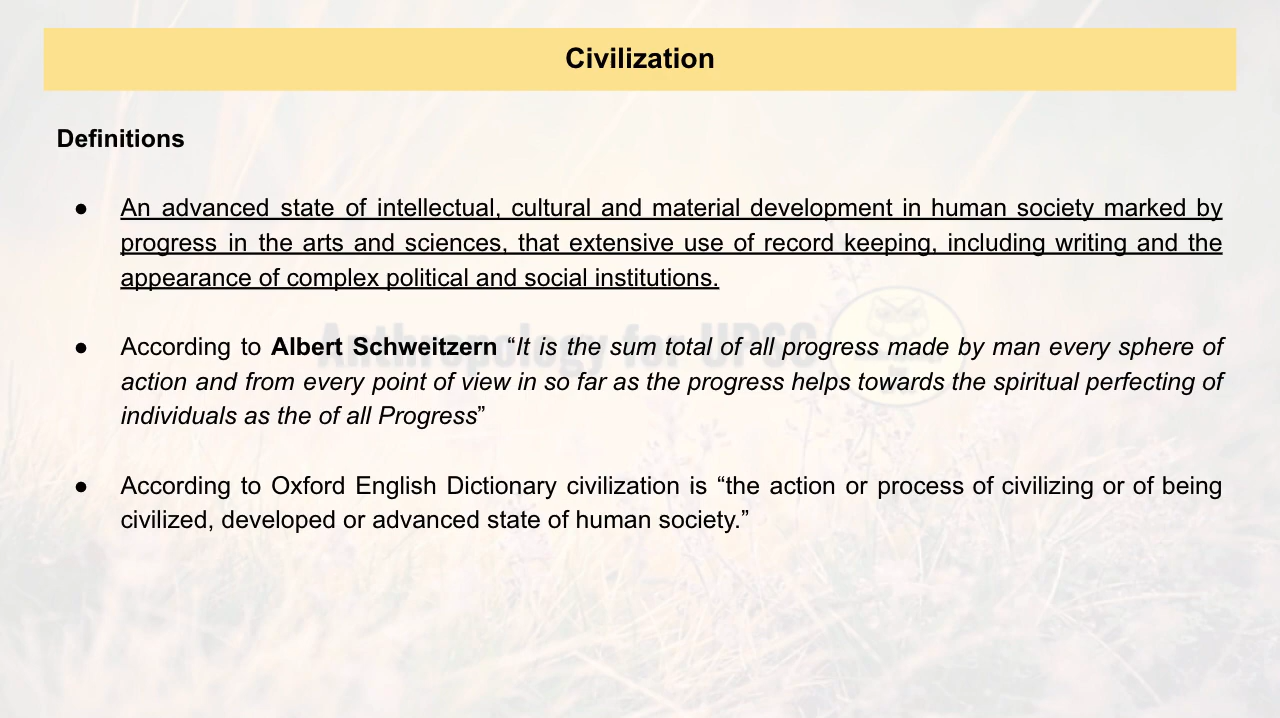 Civilization
Definitions
● An advanced state of intellectual, cultural and material development in human society marked by
progress in the arts and sciences, that extensive use of record keeping, including writing and the
appearance of complex political and social institutions.
Anthropology for UPSC
● According to Albert Schweitzern “It is the sum total of all progress made by man every sphere of
action and from every point of view in so far as the progress helps towards the spiritual perfecting of
individuals as the of all Progress”
● According to Oxford English Dictionary civilization is “the action or process of civilizing or of being
civilized, developed or advanced state of human society.”